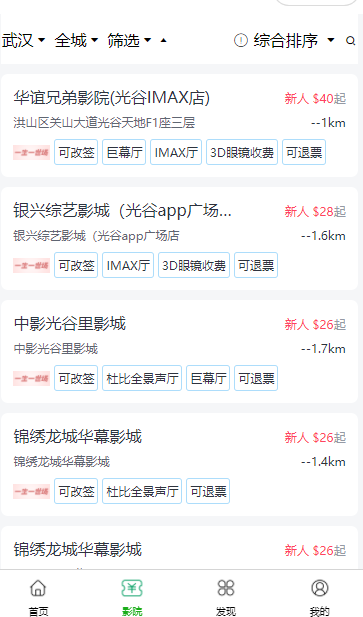 武汉 全城 筛选 综合排序
华谊兄弟影院(光谷IMAX店) 新人 $40起
洪山区关山大道光谷天地F1座三层 --1km
可改签 巨幕厅 IMAX厅 3D眼镜收费 可退票
银兴综艺影城（光谷app广场... 新人 $28起
银兴综艺影城（光谷app广场店 --1.6km
可改签 IMAX厅 3D眼镜收费 可退票
中影光谷里影城 新人 $26起
中影光谷里影城 --1.7km
可改签 杜比全景声厅 巨幕厅 可退票
锦绣龙城华幕影城 新人 $26起
锦绣龙城华幕影城 --1.4km
可改签 杜比全景声厅 可退票
锦绣龙城华幕影城 新人 $26起
首页 影院 发现 我的